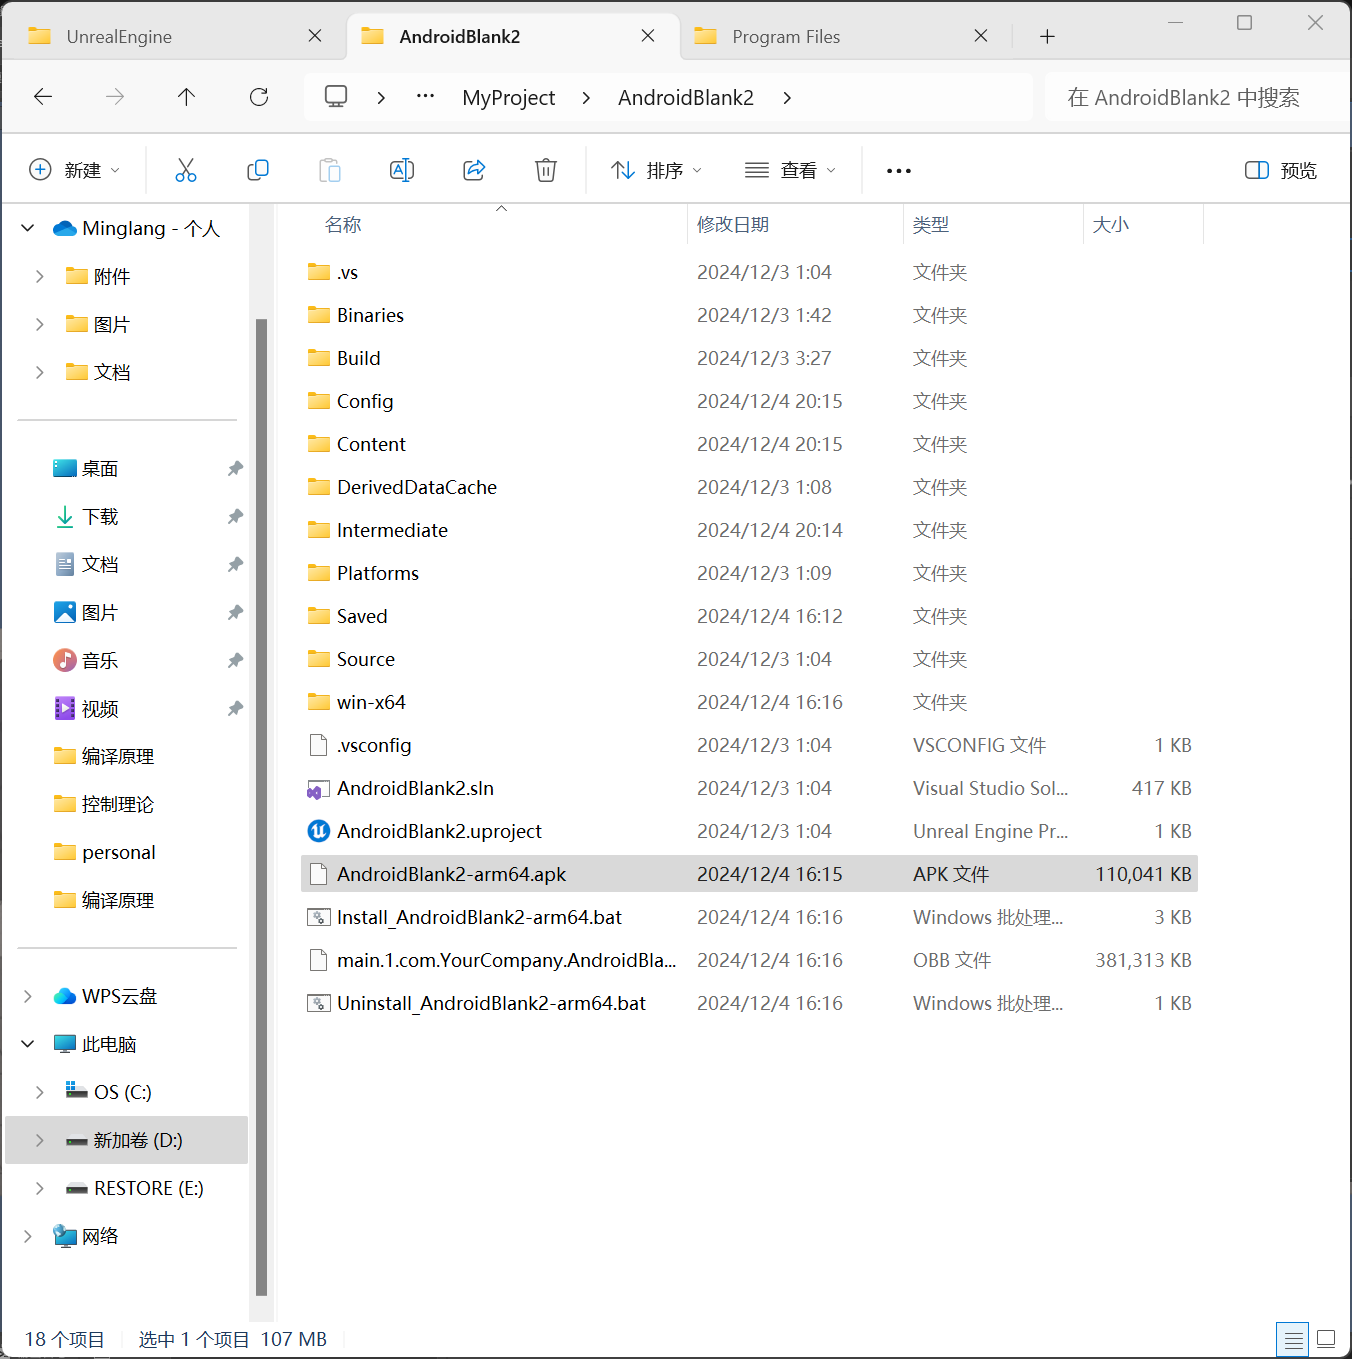 UnrealEngine
AndroidBlank2
Program Files
MyProject
AndroidBlank2
在 AndroidBlank2 中搜索
新建
排序
查看
预览
Minglang - 个人
附件
图片
文档
桌面
下载
文档
图片
音乐
视频
编译原理
控制理论
personal
编译原理
WPS云盘
此电脑
OS (C:)
新加卷 (D:)
RESTORE (E:)
网络
名称 修改日期 类型 大小
.vs 2024/12/3 1:04 文件夹
Binaries 2024/12/3 1:42 文件夹
Build 2024/12/3 3:27 文件夹
Config 2024/12/4 20:15 文件夹
Content 2024/12/4 20:15 文件夹
DerivedDataCache 2024/12/3 1:08 文件夹
Intermediate 2024/12/4 20:14 文件夹
Platforms 2024/12/3 1:09 文件夹
Saved 2024/12/4 16:12 文件夹
Source 2024/12/3 1:04 文件夹
win-x64 2024/12/4 16:16 文件夹
.vsconfig 2024/12/3 1:04 VSCONFIG 文件 1 KB
AndroidBlank2.sln 2024/12/3 1:04 Visual Studio Sol... 417 KB
AndroidBlank2.uproject 2024/12/3 1:04 Unreal Engine Pr... 1 KB
AndroidBlank2-arm64.apk 2024/12/4 16:15 APK 文件 110,041 KB
Install_AndroidBlank2-arm64.bat 2024/12/4 16:16 Windows 批处理... 3 KB
main.1.com.YourCompany.AndroidBla... 2024/12/4 16:16 OBB 文件 381,313 KB
Uninstall_AndroidBlank2-arm64.bat 2024/12/4 16:16 Windows 批处理... 1 KB
18 个项目 选中 1 个项目 107 MB